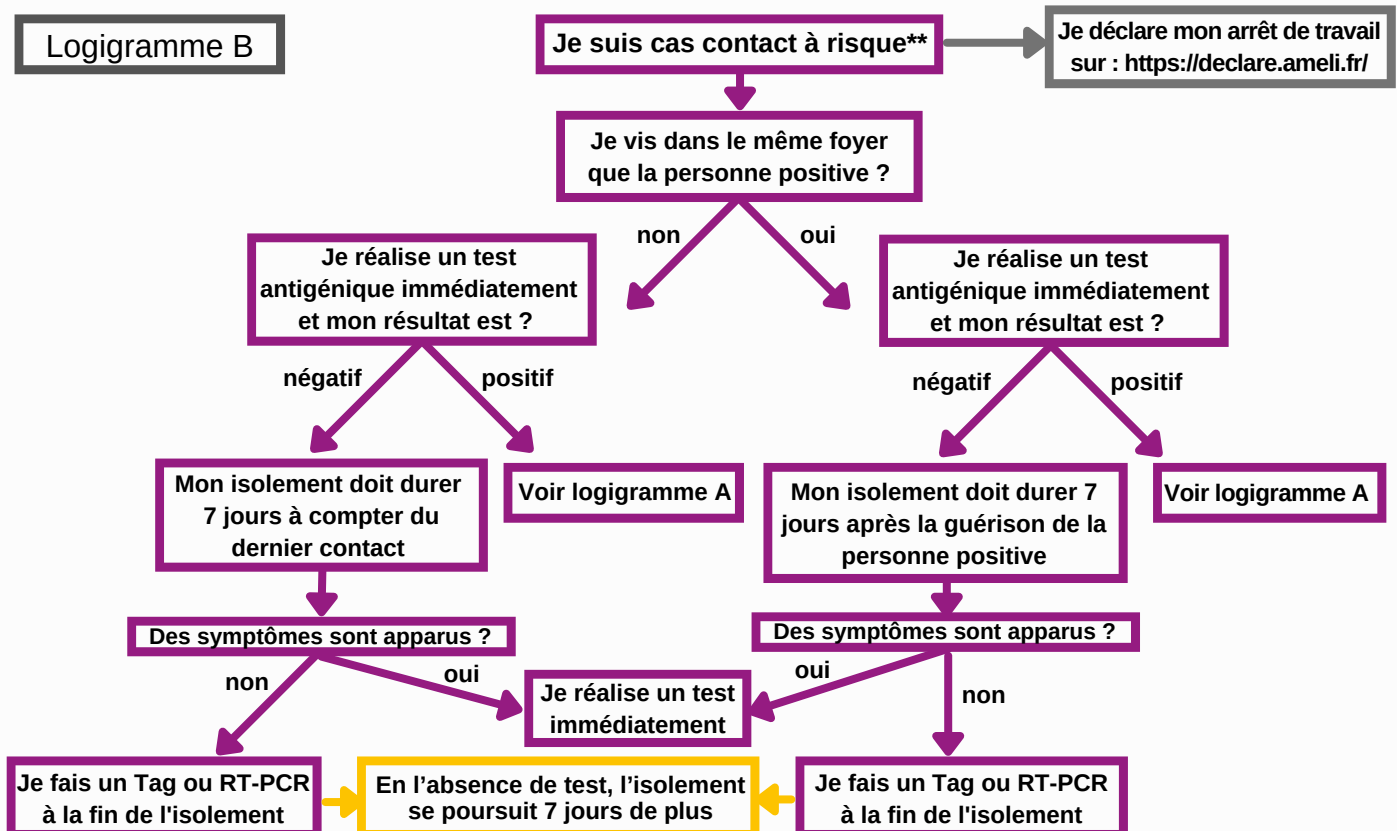 Logigramme B
Je suis cas contact à risque**
Je déclare mon arrêt de travail
sur : https://declare.ameli.fr/
Je vis dans le même foyer
que la personne positive ?
non
oui
Je réalise un test
antigénique immédiatement
et mon résultat est ?
Je réalise un test
antigénique immédiatement
et mon résultat est ?
négatif
positif
négatif
positif
Mon isolement doit durer
7 jours à compter du
dernier contact
Voir logigramme A
Mon isolement doit durer 7
jours après la guérison de la
personne positive
Voir logigramme A
Des symptômes sont apparus ?
Des symptômes sont apparus ?
non
oui
oui
non
Je réalise un test
immédiatement
Je fais un Tag ou RT-PCR
à la fin de l'isolement
En l’absence de test, l’isolement
se poursuit 7 jours de plus
Je fais un Tag ou RT-PCR
à la fin de l'isolement